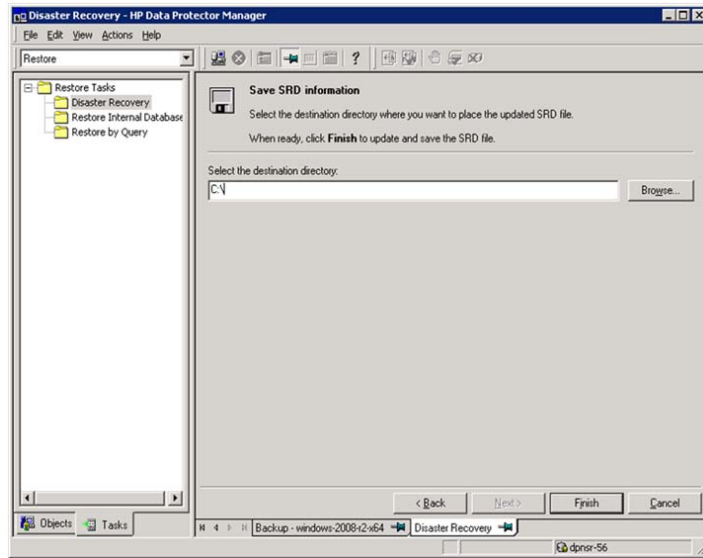 Disaster Recovery - HP Data Protector Manager
File Edit View Actions Help
Restore
Restore Tasks
Disaster Recovery
Restore Internal Database
Restore by Query
Save SRD information
Select the destination directory where you want to place the updated SRD file.
When ready, click Finish to update and save the SRD file.
Select the destination directory:
C:\
Browse...
< Back Next > Finish Cancel
Objects Tasks
Backup - windows-2008-r2-x64 Disaster Recovery
dpnsr-56